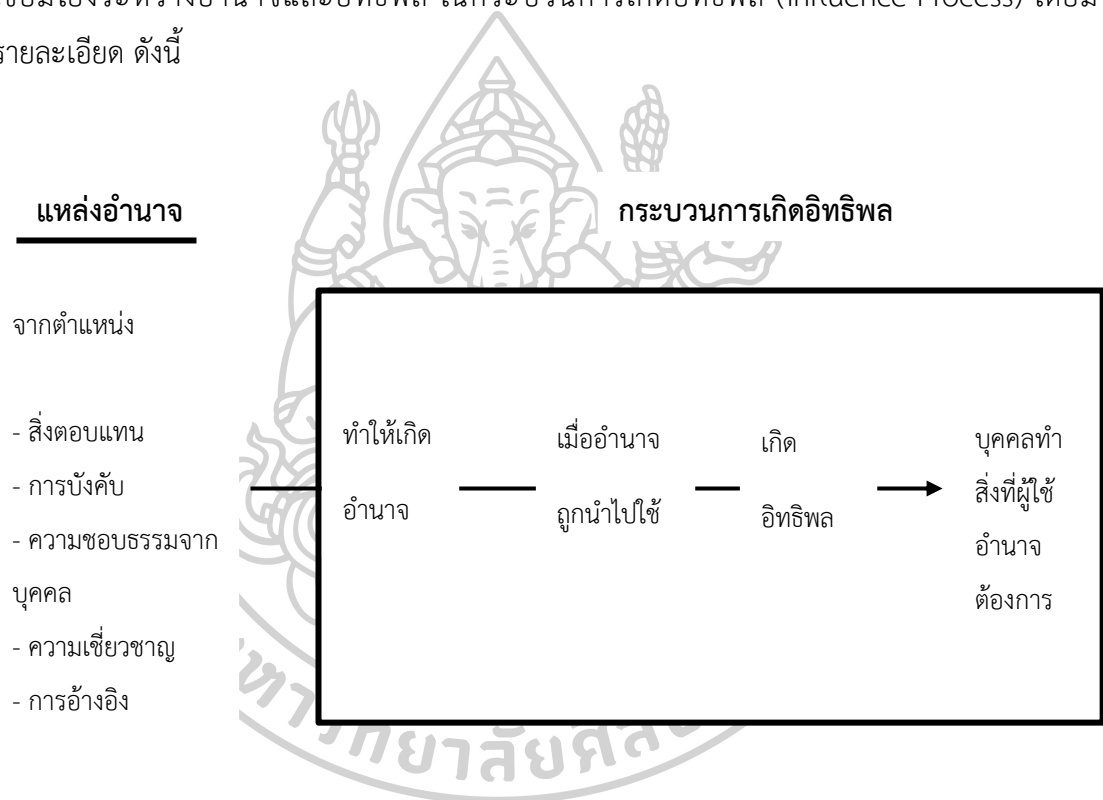 รายละเอียด ดังนี้
แหล่งอำนาจ
กระบวนการเกิดอิทธิพล
จากตำแหน่ง
- สิ่งตอบแทน
- การบังคับ
- ความชอบธรรมจาก
บุคคล
- ความเชี่ยวชาญ
- การอ้างอิง
ทำให้เกิด
อำนาจ
เมื่ออำนาจ
ถูกนำไปใช้
เกิด
อิทธิพล
บุคคลทำ
สิ่งที่ผู้ใช้
อำนาจ
ต้องการ